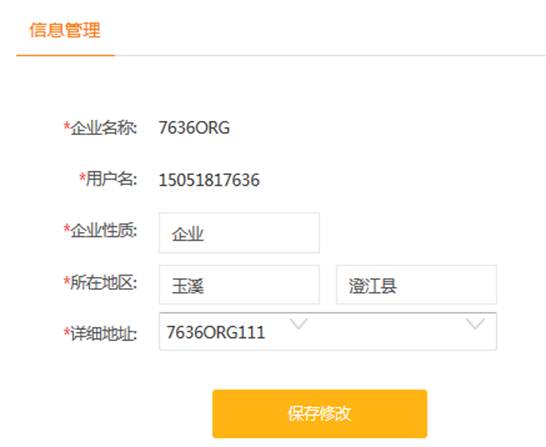 信息管理
*企业名称: 7636ORG
*用户名: 15051817636
*企业性质: 企业
*所在地区: 玉溪 澄江县
*详细地址: 7636ORG111
保存修改